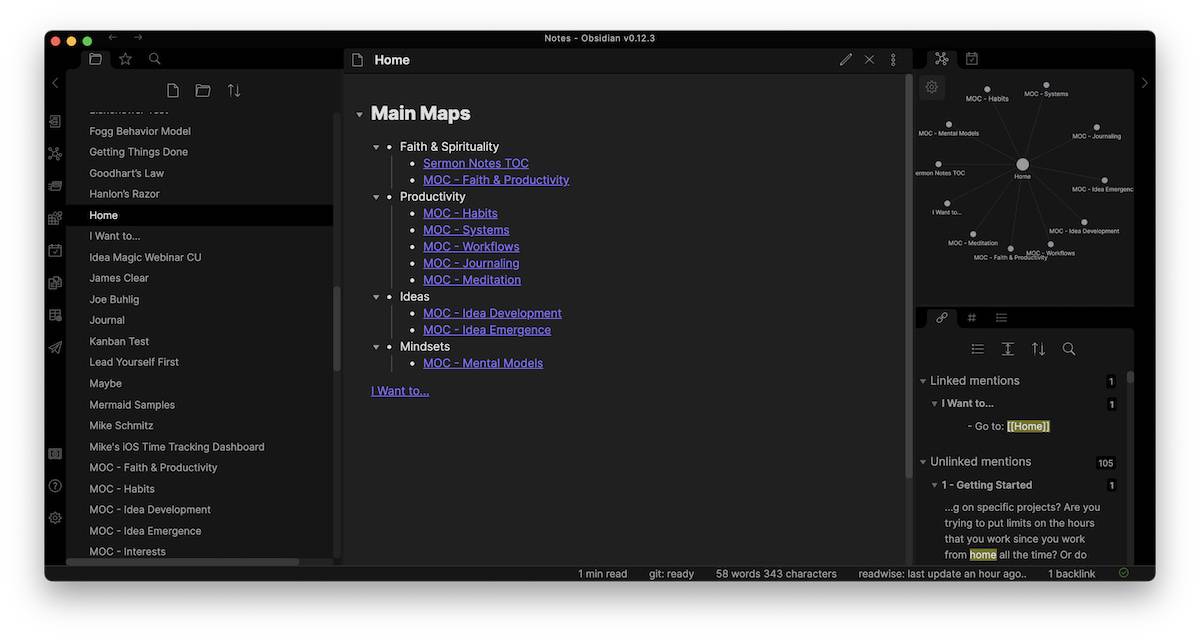 Notes - Obsidian v0.12.3
Fogg Behavior Model
Getting Things Done
Goodhart's Law
Hanlon's Razor
Home
I Want to...
Idea Magic Webinar CU
James Clear
Joe Buhlig
Journal
Kanban Test
Lead Yourself First
Maybe
Mermaid Samples
Mike Schmitz
Mike's iOS Time Tracking Dashboard
MOC - Faith & Productivity
MOC - Habits
MOC - Idea Development
MOC - Idea Emergence
MOC - Interests
Home
Main Maps
Faith & Spirituality
Sermon Notes TOC
MOC - Faith & Productivity
Productivity
MOC - Habits
MOC - Systems
MOC - Workflows
MOC - Journaling
MOC - Meditation
Ideas
MOC - Idea Development
MOC - Idea Emergence
Mindsets
MOC - Mental Models
I Want to...
MOC - Systems
MOC - Habits
MOC - Mental Models
MOC - Journaling
ermon Notes TOC
Home
MOC - Idea Emergenc
I Want to...
MOC - Idea Development
MOC - Meditation
MOC - Workflows
MOC - Faith & Productivity
Linked mentions 1
I Want to... 1
- Go to: [[Home]]
Unlinked mentions 105
1 - Getting Started 1
...g on specific projects? Are you
trying to put limits on the hours
that you work since you work
from home all the time? Or do
1 min read git: ready 58 words 343 characters readwise: last update an hour ago.. 1 backlink